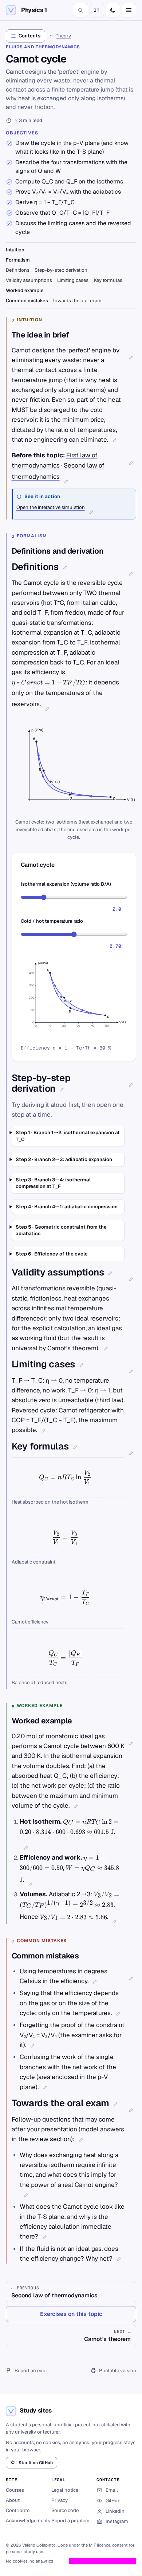 Physics 1
IT
Contents
← Theory
FLUIDS AND THERMODYNAMICS
Carnot cycle
Carnot designs the 'perfect' engine by
eliminating every waste: never a thermal
contact across a finite temperature jump,
never any mechanical hysteresis.
≈ 3 min read
OBJECTIVES
Draw the cycle in the p-V plane (and know
what it looks like in the T-S plane)
Describe the four transformations with the
signs of Q and W
Compute Q_C and Q_F on the isotherms
Prove V₂/V₁ = V₃/V₄ with the adiabatics
Derive η = 1 − T_F/T_C
Observe that Q_C/T_C = |Q_F|/T_F
Discuss the limiting cases and the reversed
cycle
Intuition
Formalism
Definitions Step-by-step derivation
Validity assumptions Limiting cases Key formulas
Worked example
Common mistakes Towards the oral exam
INTUITION
The idea in brief
Carnot designs the 'perfect' engine by
eliminating every waste: never a
thermal contact across a finite
temperature jump (that is why heat is
exchanged only along isotherms) and
never friction. Even so, part of the heat
MUST be discharged to the cold
reservoir: the minimum part is not zero,
dictated by the ratio of temperatures,
that no engineering can eliminate.
Before this topic: First law of
thermodynamics · Second law of
thermodynamics
See it in action
Open the interactive simulation
FORMALISM
Definitions and derivation
Definitions
The Carnot cycle is the reversible cycle
performed between only TWO thermal
reservoirs (hot T_C, from Italian caldo,
and cold T_F, from freddo), made of four
quasi-static transformations:
isothermal expansion at T_C, adiabatic
expansion from T_C to T_F, isothermal
compression at T_F, adiabatic
compression back to T_C. For an ideal
gas its efficiency is
η • Carnot = 1 − TF /TC: it depends
only on the temperatures of the
reservoirs.
Carnot cycle: two isotherms (heat exchanged) and two
reversible adiabats; the enclosed area is the work per
cycle.
Carnot cycle
Isothermal expansion (volume ratio B/A)
2.0
Cold / hot temperature ratio
0.70
Efficiency η = 1 − Tc/Th = 30 %
Step-by-step
derivation
Try deriving it aloud first, then open one
step at a time.
Step 1 · Branch 1→2: isothermal expansion at
T_C
Step 2 · Branch 2→3: adiabatic expansion
Step 3 · Branch 3→4: isothermal
compression at T_F
Step 4 · Branch 4→1: adiabatic compression
Step 5 · Geometric constraint from the
adiabatics
Step 6 · Efficiency of the cycle
Validity assumptions
All transformations reversible (quasi-
static, frictionless, heat exchanges
across an infinitesimal temperature
difference); only two ideal reservoirs;
for the explicit calculation, an ideal gas
as working fluid (but the result is
universal by Carnot's theorem).
Limiting cases
T_F → T_C: η → 0, no temperature
difference, no work. T_F → 0: η → 1, but
absolute zero is unreachable (third law).
Reversed cycle: Carnot refrigerator with
COP = T_F/(T_C − T_F), the maximum
possible.
Key formulas
Q_C = nRT_C ln V₂/V₁
Heat absorbed on the hot isotherm
V₂/V₁ = V₃/V₄
Adiabatic constraint
η_Carnot = 1 − T_F/T_C
Carnot efficiency
Q_C/T_C = |Q_F|/T_F
Balance of reduced heats
WORKED EXAMPLE
Worked example
0.20 mol of monatomic ideal gas
perform a Carnot cycle between 600 K
and 300 K. In the isothermal expansion
the volume doubles. Find: (a) the heat
absorbed Q_C; (b) the efficiency;
(c) the net work per cycle; (d) the ratio
between the maximum and minimum
volume of the cycle.
1. Hot isotherm. QC = nRTC ln 2 =
0.20 · 8.314 · 600 · 0.693 ≈ 691.5 J.
2. Efficiency and work. η = 1 −
300/600 = 0.50, W = ηQC ≈ 345.8
J.
3. Volumes. Adiabatic 2→3: V3/V2 =
(TC/TF)^1/(γ−1) = 2^3/2 ≈ 2.83.
Hence V3/V1 = 2 · 2.83 ≈ 5.66.
COMMON MISTAKES
Common mistakes
Using temperatures in degrees
Celsius in the efficiency.
Saying that the efficiency depends
on the gas or on the size of the
cycle: only on the temperatures.
Forgetting the proof of the constraint
V₂/V₁ = V₃/V₄ (the examiner asks for
it).
Confusing the work of the single
branches with the net work of the
cycle (area enclosed in the p-V
plane).
Towards the oral exam
Follow-up questions that may come
after your presentation (model answers
in the review section):
Why does exchanging heat along a
reversible isotherm require infinite
time, and what does this imply for
the power of a real Carnot engine?
What does the Carnot cycle look like
in the T-S plane, and why is the
efficiency calculation immediate
there?
If the fluid is not an ideal gas, does
the efficiency change? Why not?
← PREVIOUS
Second law of thermodynamics
Exercises on this topic
NEXT →
Carnot's theorem
Report an error
Printable version
Study sites
A student's personal, unofficial project, not affiliated with
any university or lecturer.
No accounts, no cookies, no analytics: your progress stays
in your browser.
Star it on GitHub
SITE LEGAL CONTACTS
Courses Legal notice Email
About Privacy GitHub
Contribute Source code LinkedIn
Acknowledgements Report a problem Instagram
© 2026 Valerio Colajanno. Code under the MIT licence; content for
personal study use.
No cookies, no analytics